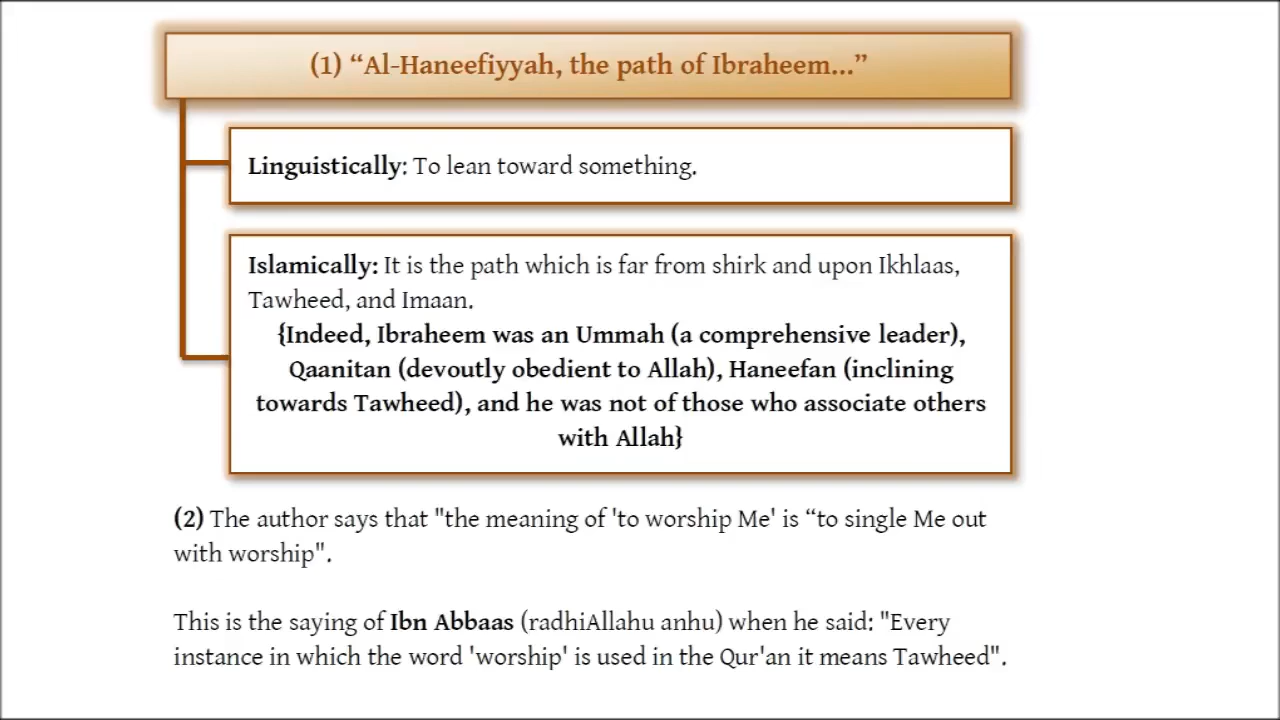 (1) “Al-Haneefiyyah, the path of Ibraheem...”
Linguistically: To lean toward something.
Islamically: It is the path which is far from shirk and upon Ikhlaas,
Tawheed, and Imaan.
{Indeed, Ibraheem was an Ummah (a comprehensive leader),
Qaanitan (devoutly obedient to Allah), Haneefan (inclining
towards Tawheed), and he was not of those who associate others
with Allah}
(2) The author says that "the meaning of 'to worship Me' is “to single Me out
with worship".
This is the saying of Ibn Abbaas (radhiAllahu anhu) when he said: "Every
instance in which the word 'worship' is used in the Qur'an it means Tawheed".